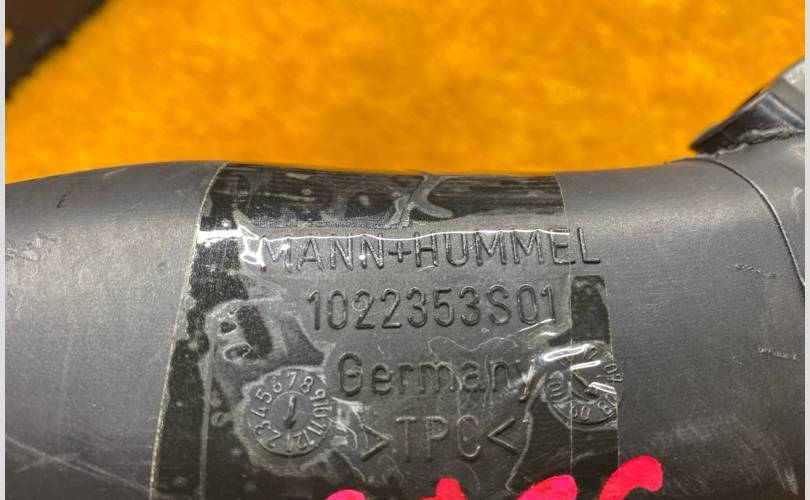 MANN+HUMMEL
1022353S01
Germany
>TPC<